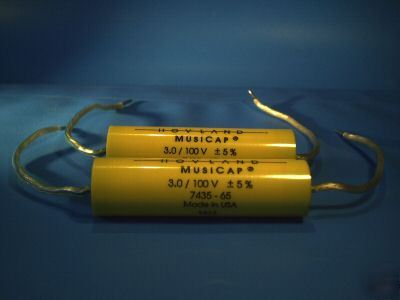 HOVLAND
MUSICAP®
3.0 / 100 V ± 5 %
HOVLAND
MUSICAP®
3.0 / 100 V ± 5 %
7435 - 65
Made in USA